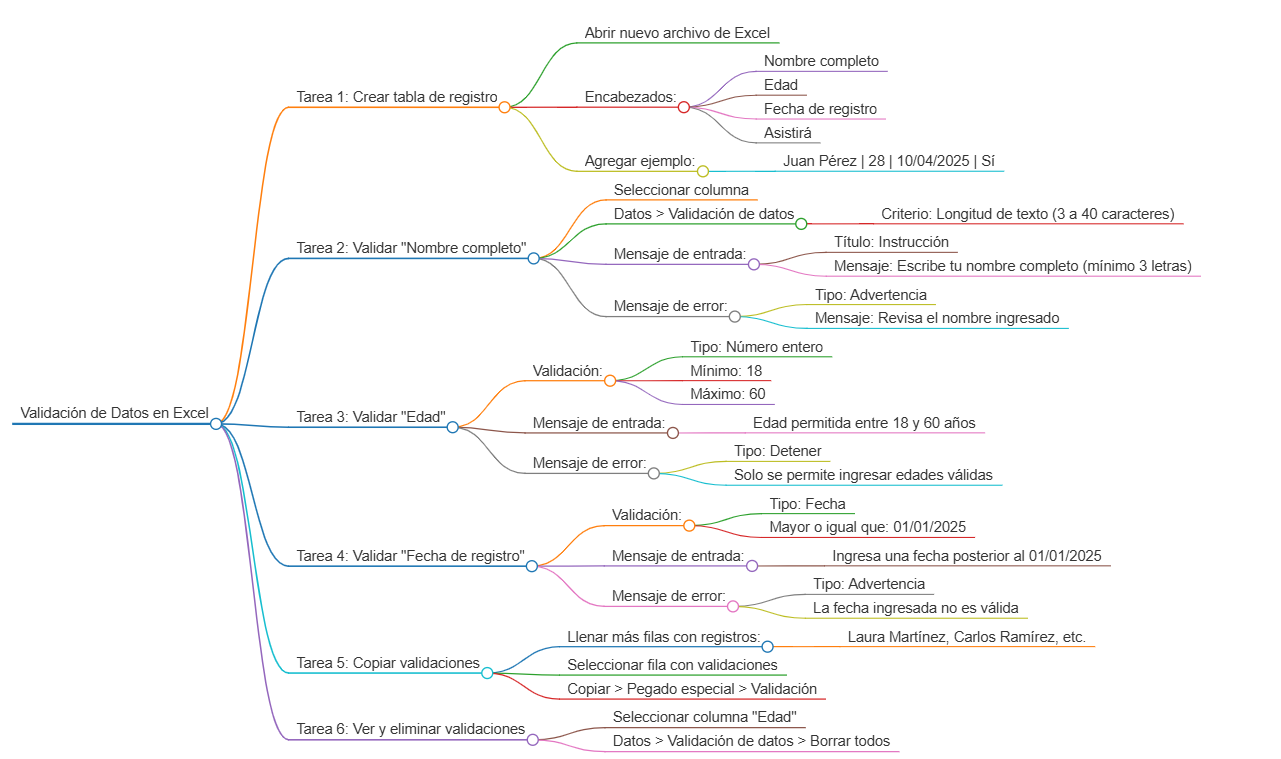 Validación de Datos en Excel
Tarea 1: Crear tabla de registro
Abrir nuevo archivo de Excel
Encabezados:
Nombre completo
Edad
Fecha de registro
Asistirá
Agregar ejemplo:
Juan Pérez | 28 | 10/04/2025 | Sí
Tarea 2: Validar "Nombre completo"
Seleccionar columna
Datos > Validación de datos
Criterio: Longitud de texto (3 a 40 caracteres)
Mensaje de entrada:
Título: Instrucción
Mensaje: Escribe tu nombre completo (mínimo 3 letras)
Mensaje de error:
Tipo: Advertencia
Mensaje: Revisa el nombre ingresado
Tarea 3: Validar "Edad"
Validación:
Tipo: Número entero
Mínimo: 18
Máximo: 60
Mensaje de entrada:
Edad permitida entre 18 y 60 años
Mensaje de error:
Tipo: Detener
Solo se permite ingresar edades válidas
Tarea 4: Validar "Fecha de registro"
Validación:
Tipo: Fecha
Mayor o igual que: 01/01/2025
Mensaje de entrada:
Ingresa una fecha posterior al 01/01/2025
Mensaje de error:
Tipo: Advertencia
La fecha ingresada no es válida
Tarea 5: Copiar validaciones
Llenar más filas con registros:
Laura Martínez, Carlos Ramírez, etc.
Seleccionar fila con validaciones
Copiar > Pegado especial > Validación
Tarea 6: Ver y eliminar validaciones
Seleccionar columna "Edad"
Datos > Validación de datos > Borrar todos